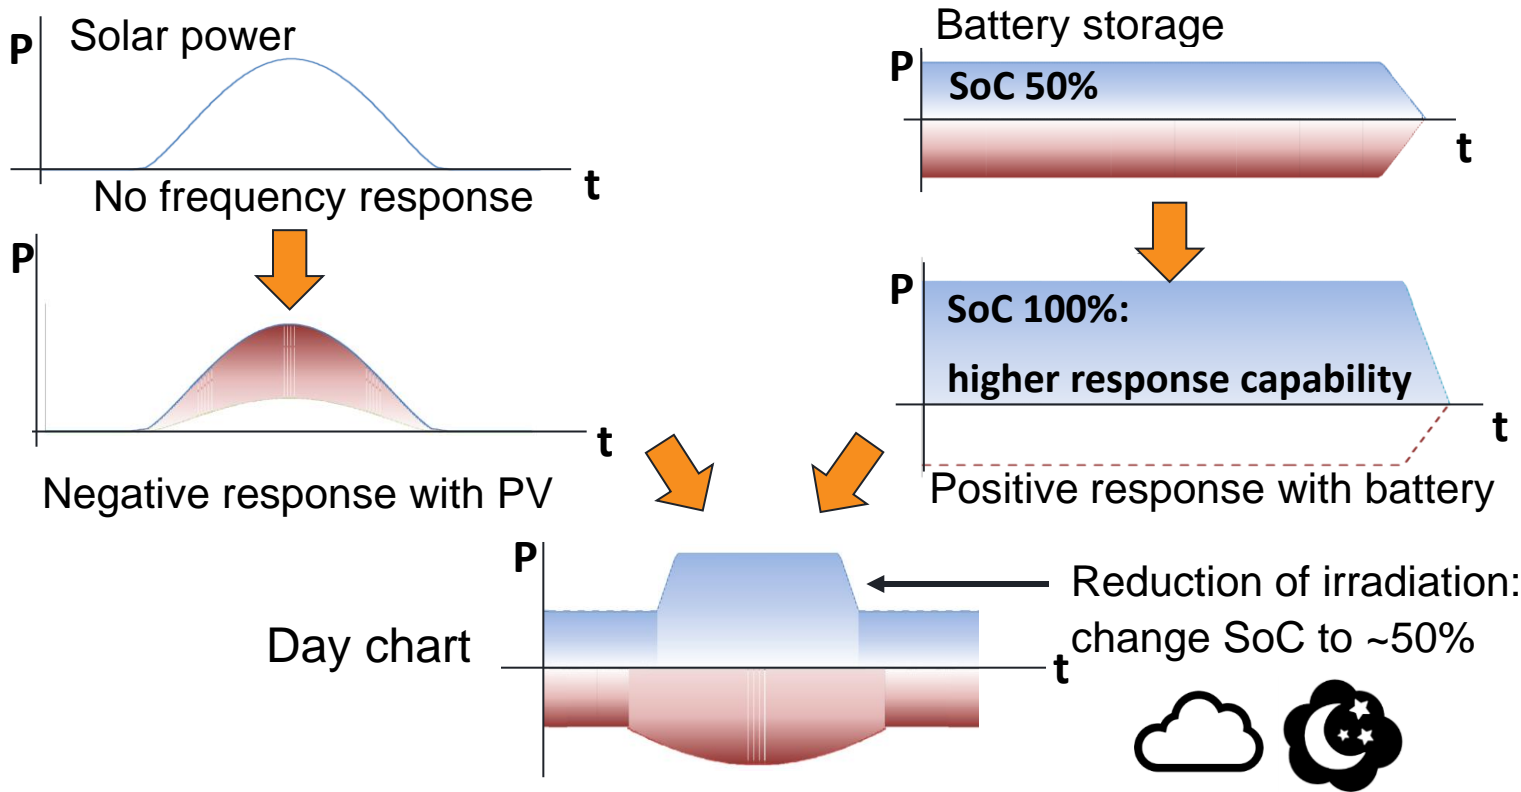 Solar power
P
t
No frequency response
P
t
Negative response with PV
Battery storage
P
SoC 50%
t
P
SoC 100%:
higher response capability
t
Positive response with battery
P
Day chart
t
Reduction of irradiation:
change SoC to ~50%